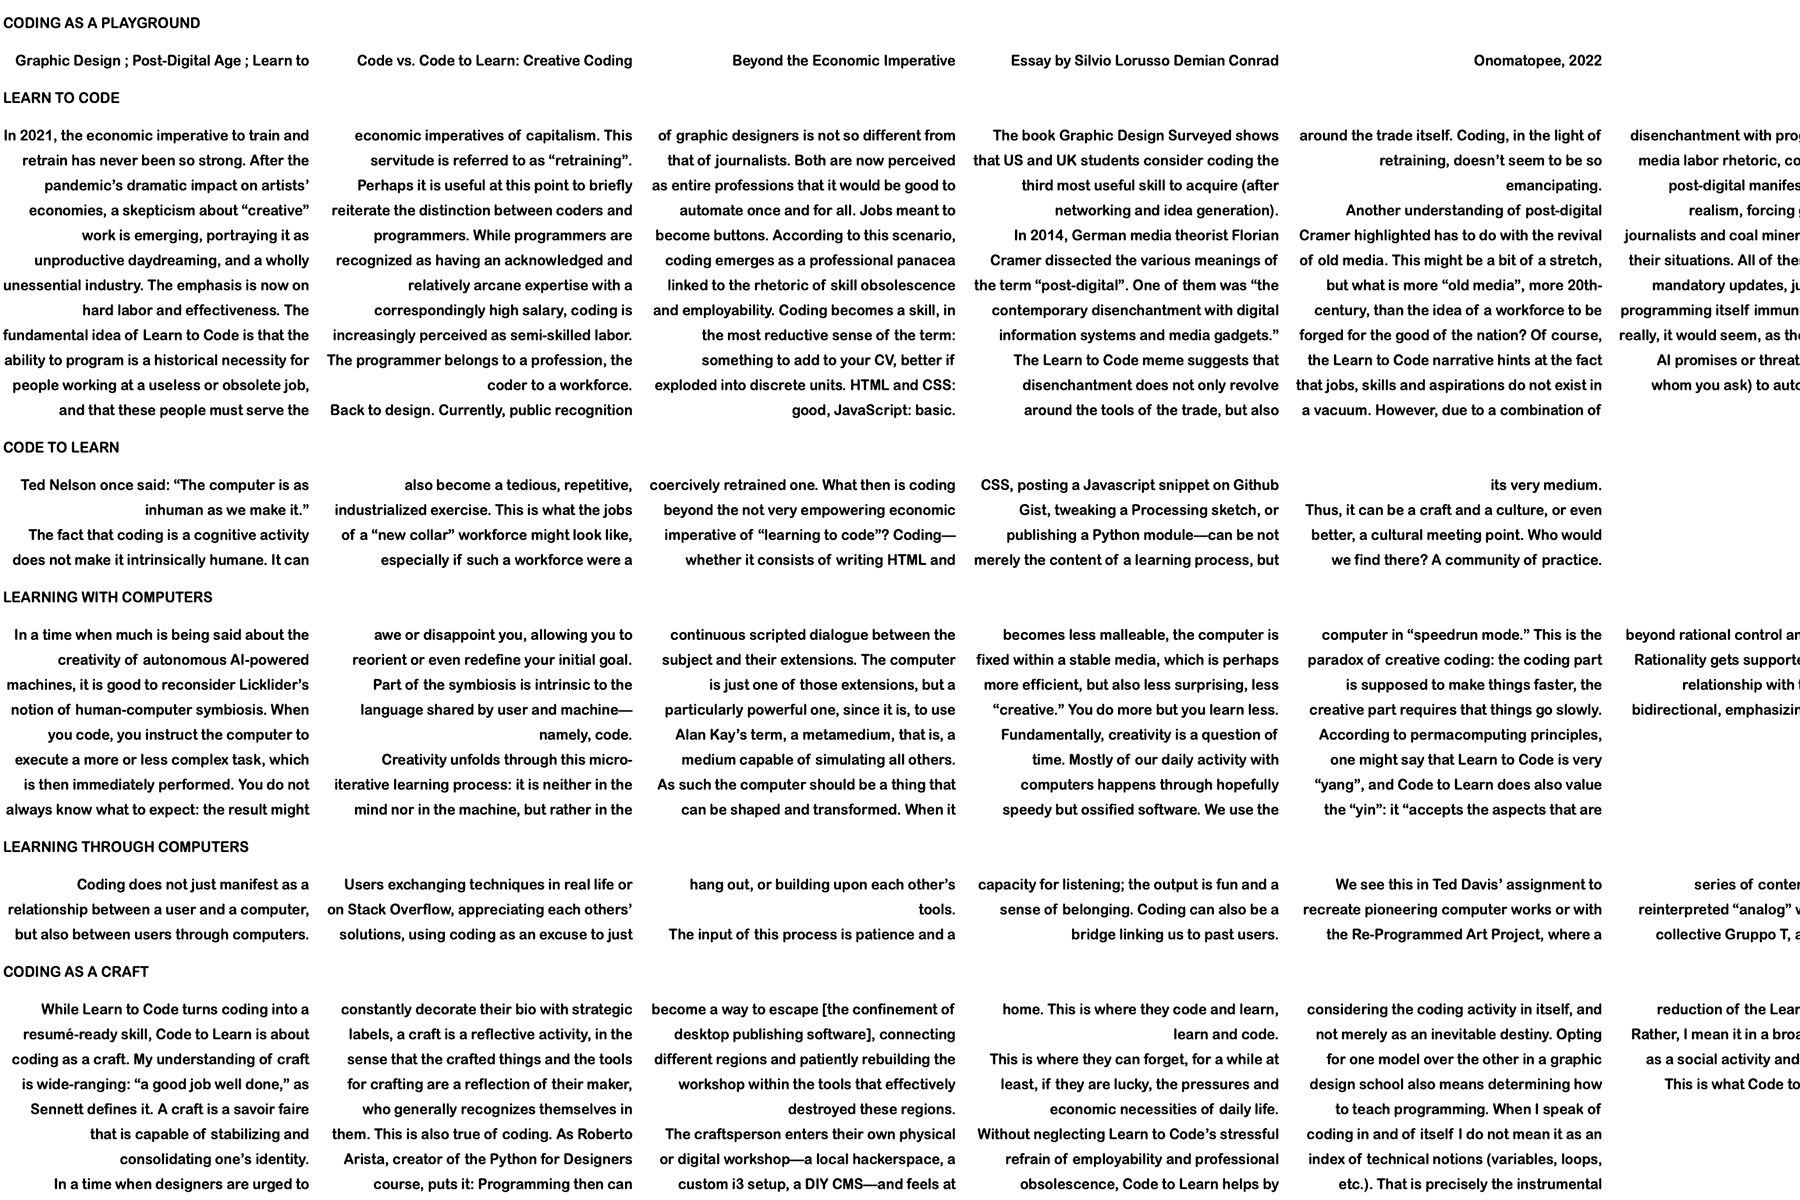 CODING AS A PLAYGROUND
Graphic Design ; Post-Digital Age ; Learn to
Code vs. Code to Learn: Creative Coding
Beyond the Economic Imperative
Essay by Silvio Lorusso Demian Conrad
Onomatopee, 2022
LEARN TO CODE
In 2021, the economic imperative to train and
retrain has never been so strong. After the
pandemic’s dramatic impact on artists’
economies, a skepticism about “creative”
work is emerging, portraying it as
unproductive daydreaming, and a wholly
unessential industry. The emphasis is now on
hard labor and effectiveness. The
fundamental idea of Learn to Code is that the
ability to program is a historical necessity for
people working at a useless or obsolete job,
and that these people must serve the
economic imperatives of capitalism. This
servitude is referred to as “retraining”.
Perhaps it is useful at this point to briefly
reiterate the distinction between coders and
programmers. While programmers are
recognized as having an acknowledged and
relatively arcane expertise with a
correspondingly high salary, coding is
increasingly perceived as semi-skilled labor.
The programmer belongs to a profession, the
coder to a workforce.
Back to design. Currently, public recognition
of graphic designers is not so different from
that of journalists. Both are now perceived
as entire professions that it would be good to
automate once and for all. Jobs meant to
become buttons. According to this scenario,
coding emerges as a professional panacea
linked to the rhetoric of skill obsolescence
and employability. Coding becomes a skill, in
the most reductive sense of the term:
something to add to your CV, better if
exploded into discrete units. HTML and CSS:
good, JavaScript: basic.
The book Graphic Design Surveyed shows
that US and UK students consider coding the
third most useful skill to acquire (after
networking and idea generation).
In 2014, German media theorist Florian
Cramer dissected the various meanings of
the term “post-digital”. One of them was “the
contemporary disenchantment with digital
information systems and media gadgets.”
The Learn to Code meme suggests that
disenchantment does not only revolve
around the tools of the trade, but also
around the trade itself. Coding, in the light of
retraining, doesn’t seem to be so
emancipating.
Another understanding of post-digital
Cramer highlighted has to do with the revival
of old media. This might be a bit of a stretch,
but what is more “old media”, more 20th-
century, than the idea of a workforce to be
forged for the good of the nation? Of course,
the Learn to Code narrative hints at the fact
that jobs, skills and aspirations do not exist in
a vacuum. However, due to a combination of
disenchantment with
media labor rhetoric,
post-digital
realism, forcing
journalists and coal
their situations. All of
mandatory updates,
programming itself
really, it would seem, as
AI promises or
whom you ask) to
CODE TO LEARN
Ted Nelson once said: “The computer is as
inhuman as we make it.”
The fact that coding is a cognitive activity
does not make it intrinsically humane. It can
also become a tedious, repetitive,
industrialized exercise. This is what the jobs
of a “new collar” workforce might look like,
especially if such a workforce were a
coercively retrained one. What then is coding
beyond the not very empowering economic
imperative of “learning to code”? Coding—
whether it consists of writing HTML and
CSS, posting a Javascript snippet on Github
Gist, tweaking a Processing sketch, or
publishing a Python module—can be not
merely the content of a learning process, but
its very medium.
Thus, it can be a craft and a culture, or even
better, a cultural meeting point. Who would
we find there? A community of practice.
LEARNING WITH COMPUTERS
In a time when much is being said about the
creativity of autonomous AI-powered
machines, it is good to reconsider Licklider’s
notion of human-computer symbiosis. When
you code, you instruct the computer to
execute a more or less complex task, which
is then immediately performed. You do not
always know what to expect: the result might
awe or disappoint you, allowing you to
reorient or even redefine your initial goal.
Part of the symbiosis is intrinsic to the
language shared by user and machine—
namely, code.
Creativity unfolds through this micro-
iterative learning process: it is neither in the
mind nor in the machine, but rather in the
continuous scripted dialogue between the
subject and their extensions. The computer
is just one of those extensions, but a
particularly powerful one, since it is, to use
Alan Kay’s term, a metamedium, that is, a
medium capable of simulating all others.
As such the computer should be a thing that
can be shaped and transformed. When it
becomes less malleable, the computer is
fixed within a stable media, which is perhaps
more efficient, but also less surprising, less
“creative.” You do more but you learn less.
Fundamentally, creativity is a question of
time. Mostly of our daily activity with
computers happens through hopefully
speedy but ossified software. We use the
computer in “speedrun mode.” This is the
paradox of creative coding: the coding part
is supposed to make things faster, the
creative part requires that things go slowly.
According to permacomputing principles,
one might say that Learn to Code is very
“yang”, and Code to Learn does also value
the “yin”: it “accepts the aspects that are
beyond rational control
Rationality gets
relationship with
bidirectional,
LEARNING THROUGH COMPUTERS
Coding does not just manifest as a
relationship between a user and a computer,
but also between users through computers.
Users exchanging techniques in real life or
on Stack Overflow, appreciating each others’
solutions, using coding as an excuse to just
hang out, or building upon each other’s
tools.
The input of this process is patience and a
capacity for listening; the output is fun and a
sense of belonging. Coding can also be a
bridge linking us to past users.
We see this in Ted Davis’ assignment to
recreate pioneering computer works or with
the Re-Programmed Art Project, where a
series of
reinterpreted “analog”
collective Gruppo T,
CODING AS A CRAFT
While Learn to Code turns coding into a
resumé-ready skill, Code to Learn is about
coding as a craft. My understanding of craft
is wide-ranging: “a good job well done,” as
Sennett defines it. A craft is a savoir faire
that is capable of stabilizing and
consolidating one’s identity.
In a time when designers are urged to
constantly decorate their bio with strategic
labels, a craft is a reflective activity, in the
sense that the crafted things and the tools
for crafting are a reflection of their maker,
who generally recognizes themselves in
them. This is also true of coding. As Roberto
Arista, creator of the Python for Designers
course, puts it: Programming then can
become a way to escape [the confinement of
desktop publishing software], connecting
different regions and patiently rebuilding the
workshop within the tools that effectively
destroyed these regions.
The craftsperson enters their own physical
or digital workshop—a local hackerspace, a
custom i3 setup, a DIY CMS—and feels at
home. This is where they code and learn,
learn and code.
This is where they can forget, for a while at
least, if they are lucky, the pressures and
economic necessities of daily life.
Without neglecting Learn to Code’s stressful
refrain of employability and professional
obsolescence, Code to Learn helps by
considering the coding activity in itself, and
not merely as an inevitable destiny. Opting
for one model over the other in a graphic
design school also means determining how
to teach programming. When I speak of
coding in and of itself I do not mean it as an
index of technical notions (variables, loops,
etc.). That is precisely the instrumental
reduction of the
Rather, I mean it in a
as a social activity and
This is what Code to